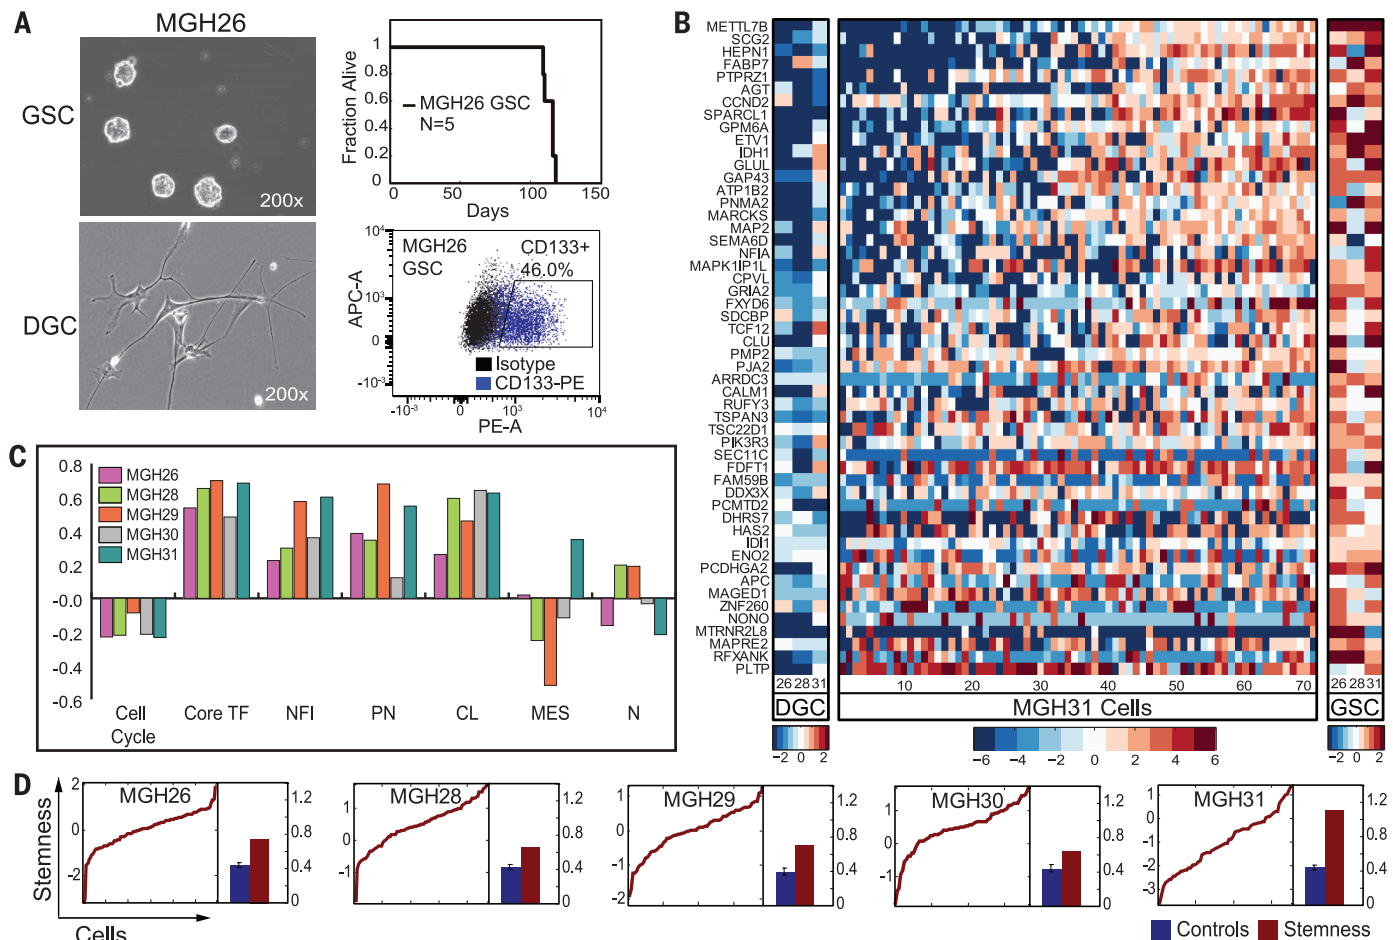 A
MGH26
GSC
200x
DGC
200x
Fraction Alive
1
0.8
0.6
0.4
0.2
0
MGH26 GSC
N=5
0 50 100 150
Days
MGH26
GSC
CD133+
46.0%
APC-A
10⁴
10³
0
-10³
Isotype
CD133-PE
-10³ 0 10³ 10⁴
PE-A
B
METTL7B
SCG2
HEPN1
FABP7
PTPRZ1
AGT
CCND2
SPARCL1
GPM6A
ETV1
IDH1
GLUL
GAP43
ATP1B2
PNMA2
MARCKS
MAP2
SEMA6D
NFIA
MAPK1IP1L
CPVL
GRIA2
FXYD6
SDCBP
TCF12
CLU
PMP2
PJA2
ARRDC3
CALM1
RUFY3
TSPAN3
TSC22D1
PIK3R3
SEC11C
FDFT1
FAM59B
DDX3X
PCMTD2
DHRS7
HAS2
IDI1
ENO2
PCDHGA2
APC
MAGED1
ZNF260
NONO
MTRNR2L8
MAPRE2
RFXANK
PLTP
26 28 31
10 20 30 40 50 60 70
26 28 31
DGC
MGH31 Cells
GSC
−2 0 2
−6 −4 −2 0 2 4 6
−2 0 2
C
0.8
0.6
0.4
0.2
-0.0
-0.2
-0.4
-0.6
MGH26
MGH28
MGH29
MGH30
MGH31
Cell
Cycle
Core TF
NFI
PN
CL
MES
N
D
Stemness
Cells
MGH26
2
0
−2
1.2
0.8
0.4
0
MGH28
1
0
−1
1.2
0.8
0.4
0
MGH29
1
0
−1
−2
1.2
0.8
0.4
0
MGH30
1
0
−1
1.2
0.8
0.4
0
MGH31
1
0
−1
−2
−3
1.2
0.8
0.4
0
Controls
Stemness